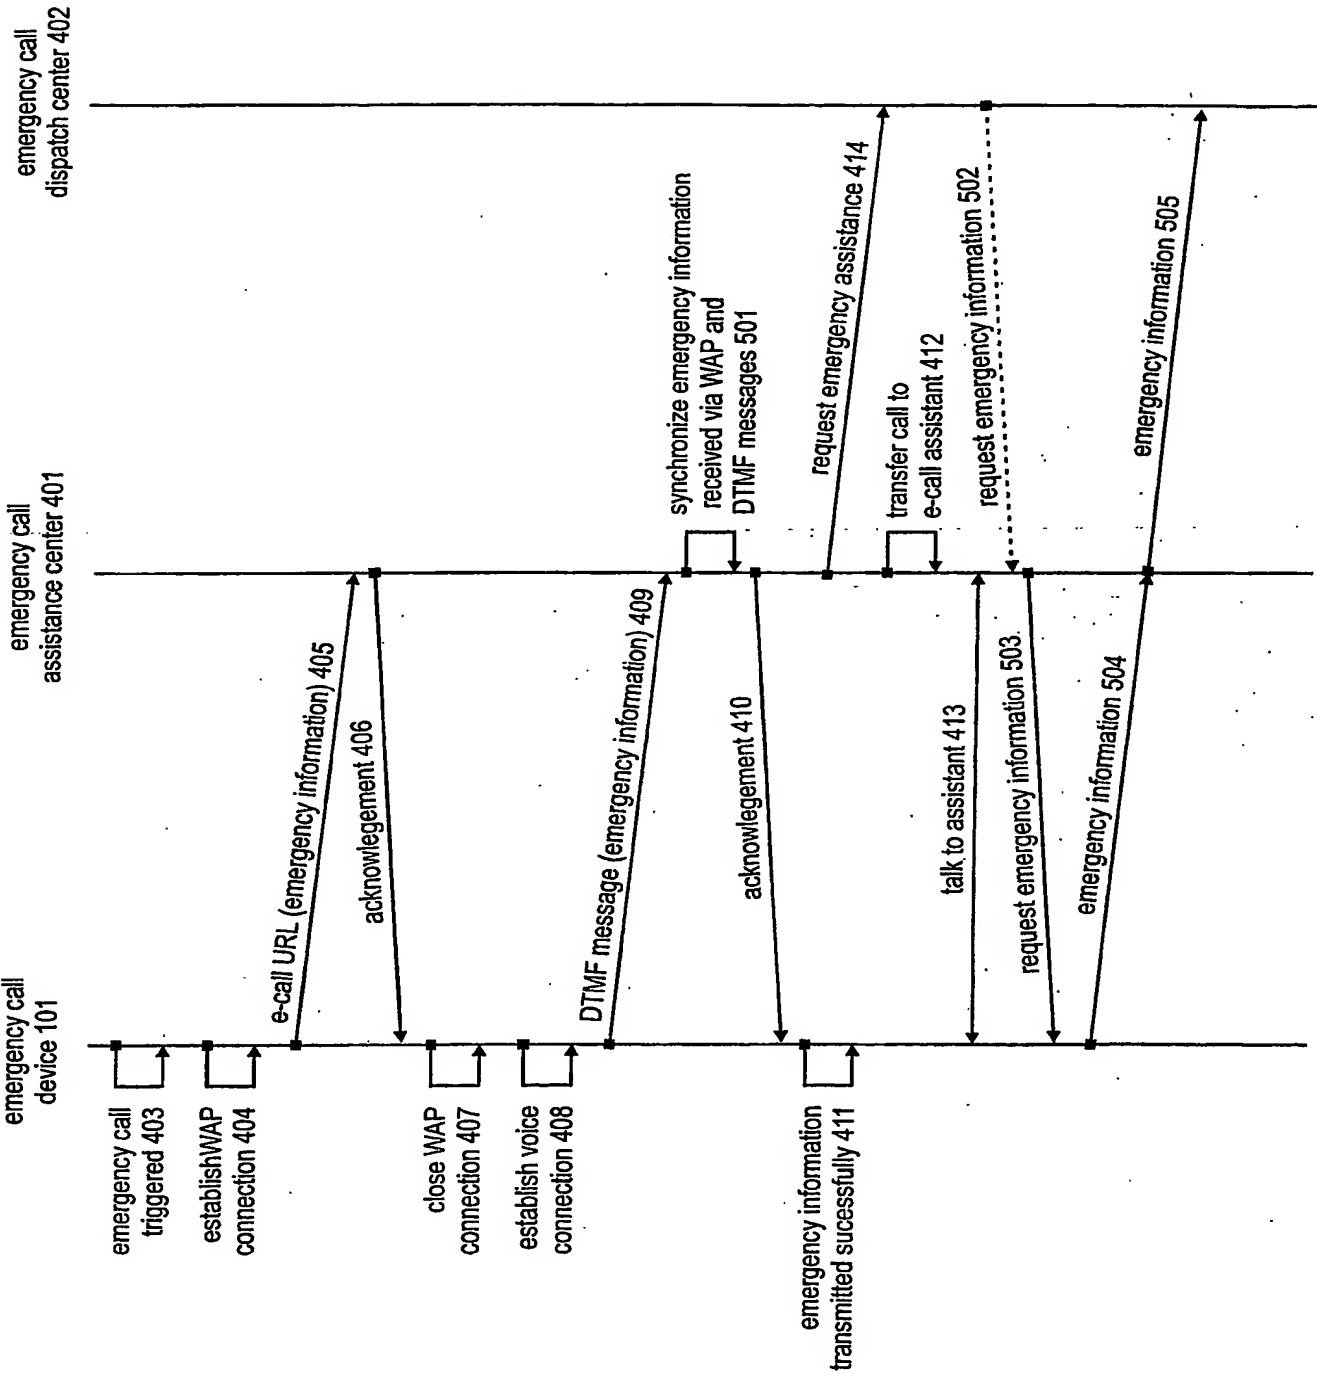 emergency call
device 101
emergency call
assistance center 401
emergency call
dispatch center 402
emergency call
triggered 403
establishWAP
connection 404
e-call URL (emergency information) 405
acknowlegement 406
close WAP
connection 407
establish voice
connection 408
DTMF message (emergency information) 409
synchronize emergency information
received via WAP and
DTMF messages 501
acknowlegement 410
emergency information
transmitted sucessfully 411
request emergency assistance 414
transfer call to
e-call assistant 412
talk to assistant 413
request emergency information 502
request emergency information 503.
emergency information 504
emergency information 505